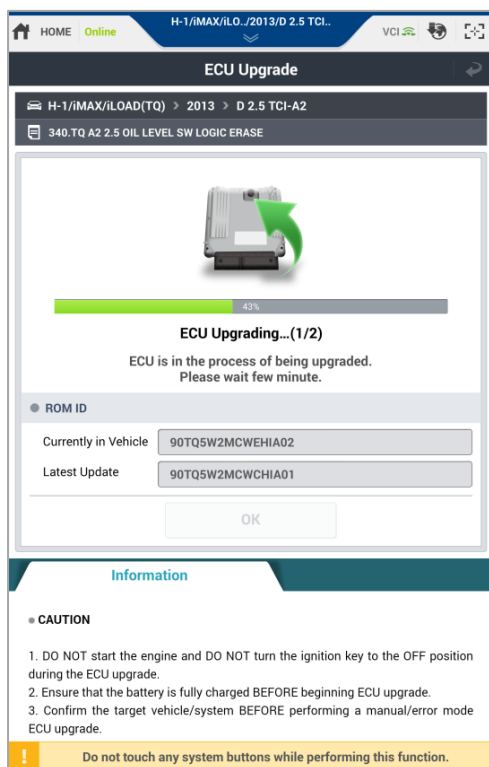 HOME Online H-1/iMAX/iLO../2013/D 2.5 TCI.. VCI
ECU Upgrade
H-1/iMAX/iLOAD(TQ) > 2013 > D 2.5 TCI-A2
340.TQ A2 2.5 OIL LEVEL SW LOGIC ERASE
43%
ECU Upgrading...(1/2)
ECU is in the process of being upgraded.
Please wait few minute.
ROM ID
Currently in Vehicle 90TQ5W2MCWEHIA02
Latest Update 90TQ5W2MCWCHIA01
OK
Information
CAUTION
1. DO NOT start the engine and DO NOT turn the ignition key to the OFF position
during the ECU upgrade.
2. Ensure that the battery is fully charged BEFORE beginning ECU upgrade.
3. Confirm the target vehicle/system BEFORE performing a manual/error mode
ECU upgrade.
! Do not touch any system buttons while performing this function.